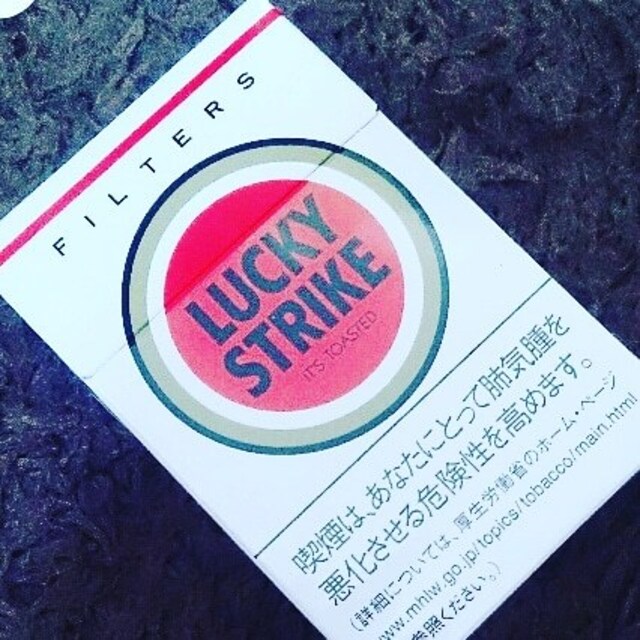 FILTERS
LUCKY
STRIKE
IT'S TOASTED
喫煙は、あなたにとって肺気腫を
悪化させる危険性を高めます。
(詳細については、厚生労働省のホーム・ページ
www.mhlw.go.jp/topics/tobacco/main.html
参照ください。)